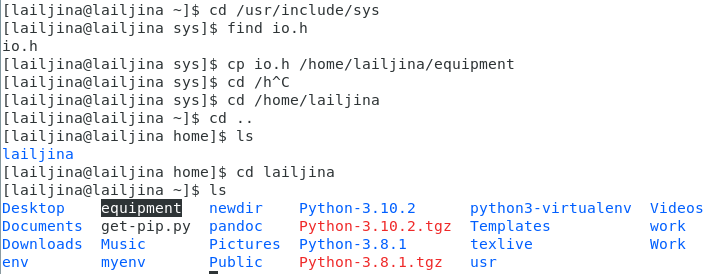 [lailjina@lailjina ~]$ cd /usr/include/sys
[lailjina@lailjina sys]$ find io.h
io.h
[lailjina@lailjina sys]$ cp io.h /home/lailjina/equipment
[lailjina@lailjina sys]$ cd /h^C
[lailjina@lailjina sys]$ cd /home/lailjina
[lailjina@lailjina ~]$ cd ..
[lailjina@lailjina home]$ ls
lailjina
[lailjina@lailjina home]$ cd lailjina
[lailjina@lailjina ~]$ ls
Desktop equipment newdir Python-3.10.2 python3-virtualenv Videos
Documents get-pip.py pandoc Python-3.10.2.tgz Templates work
Downloads Music Pictures Python-3.8.1 texlive Work
env myenv Public Python-3.8.1.tgz usr